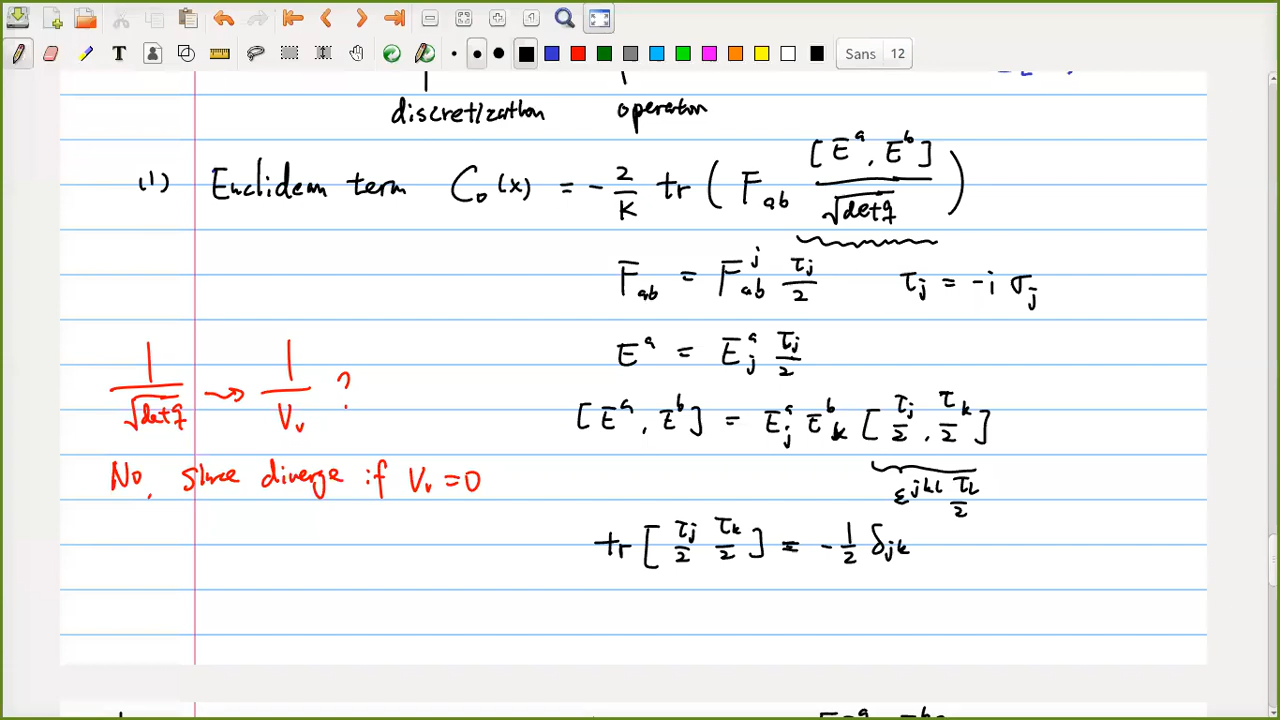 Sans 12
discretization operator
(1) Euclidean term C₀(x) = -2/κ tr( F_ab [E^a, E^b]/√det q )
F_ab = F^j_ab τ_j/2 τ_j = -i σ_j
E^a = E^a_j τ_j/2
1/√det q ⇝ 1/V_v ?
[E^a, E^b] = E^a_j E^b_k [τ_j/2, τ_k/2]
No, since diverge if V_v = 0
ε^{jkl} τ_l/2
tr[ τ_j/2 τ_k/2 ] = -1/2 δ_jk